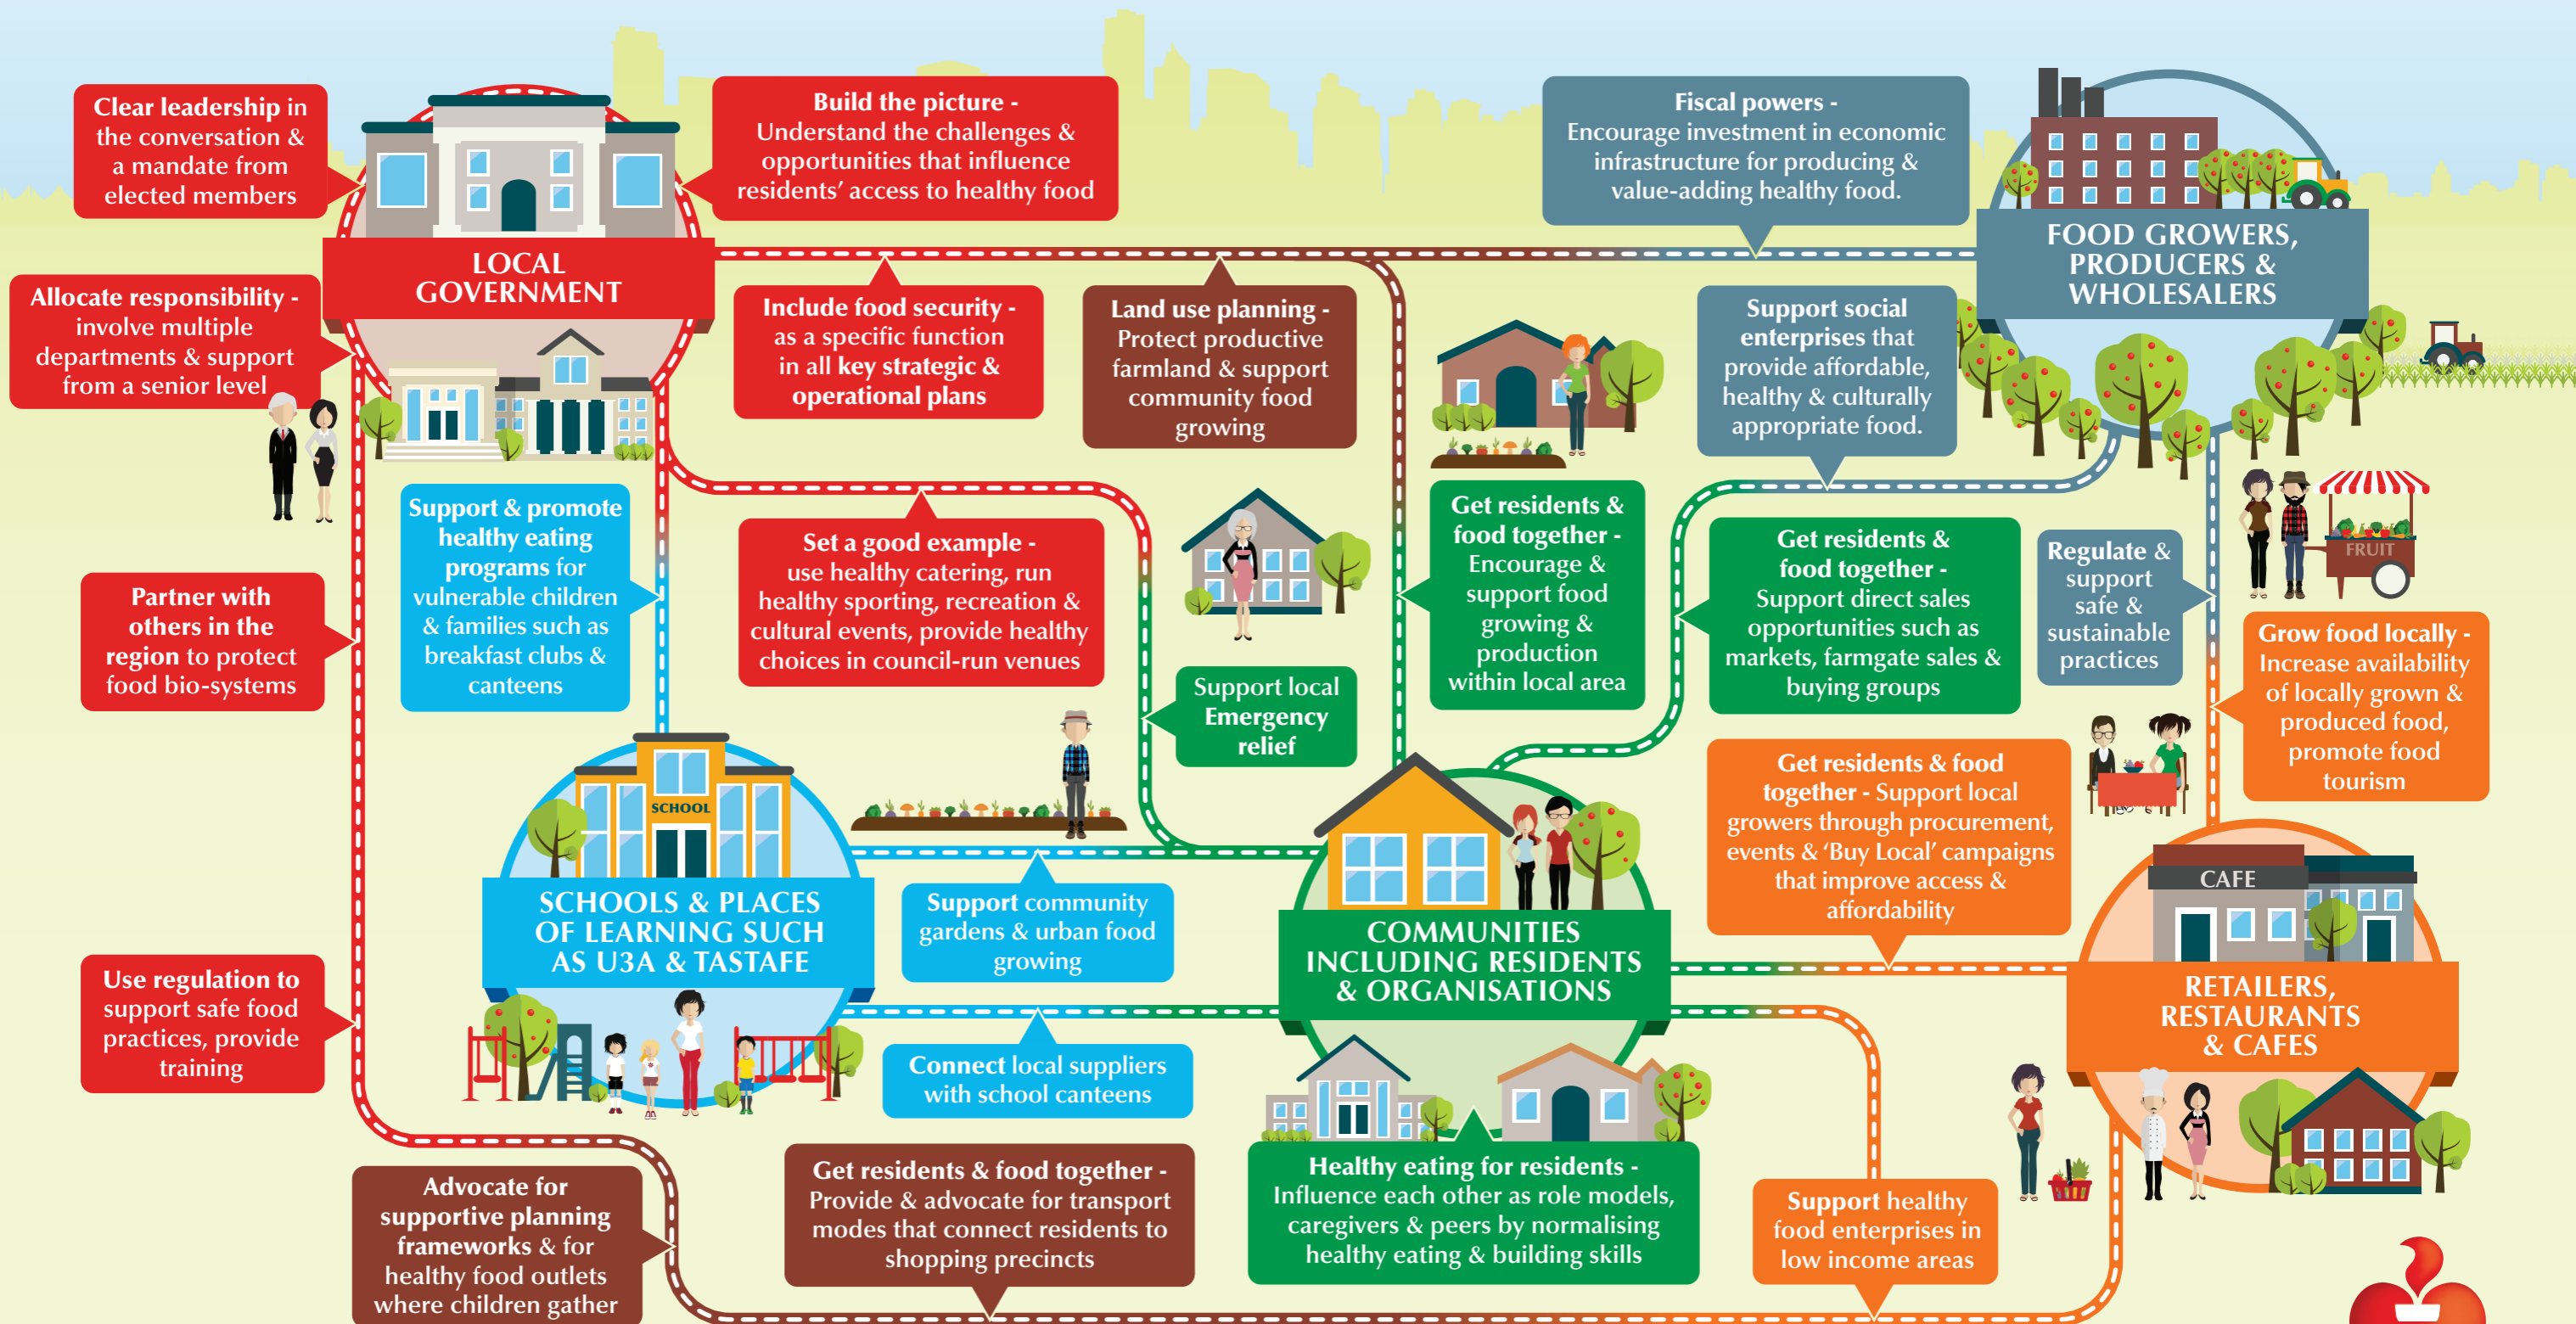 Clear leadership in
the conversation &
a mandate from
elected members
Build the picture -
Understand the challenges &
opportunities that influence
residents’ access to healthy food
Fiscal powers -
Encourage investment in economic
infrastructure for producing &
value-adding healthy food.
LOCAL
GOVERNMENT
FOOD GROWERS,
PRODUCERS &
WHOLESALERS
Allocate responsibility -
involve multiple
departments & support
from a senior level
Include food security -
as a specific function
in all key strategic &
operational plans
Land use planning -
Protect productive
farmland & support
community food
growing
Support social
enterprises that
provide affordable,
healthy & culturally
appropriate food.
Support & promote
healthy eating
programs for
vulnerable children
& families such as
breakfast clubs &
canteens
Set a good example -
use healthy catering, run
healthy sporting, recreation &
cultural events, provide healthy
choices in council-run venues
Get residents &
food together -
Encourage &
support food
growing &
production
within local area
Get residents &
food together -
Support direct sales
opportunities such as
markets, farmgate sales &
buying groups
Regulate &
support
safe &
sustainable
practices
FRUIT
Partner with
others in the
region to protect
food bio-systems
Support local
Emergency
relief
Grow food locally -
Increase availability
of locally grown &
produced food,
promote food
tourism
SCHOOL
Get residents & food
together - Support local
growers through procurement,
events & ‘Buy Local’ campaigns
that improve access &
affordability
CAFE
SCHOOLS & PLACES
OF LEARNING SUCH
AS U3A & TASTAFE
Support community
gardens & urban food
growing
COMMUNITIES
INCLUDING RESIDENTS
& ORGANISATIONS
RETAILERS,
RESTAURANTS
& CAFES
Use regulation to
support safe food
practices, provide
training
Connect local suppliers
with school canteens
Advocate for
supportive planning
frameworks & for
healthy food outlets
where children gather
Get residents & food together -
Provide & advocate for transport
modes that connect residents to
shopping precincts
Healthy eating for residents -
Influence each other as role models,
caregivers & peers by normalising
healthy eating & building skills
Support healthy
food enterprises in
low income areas